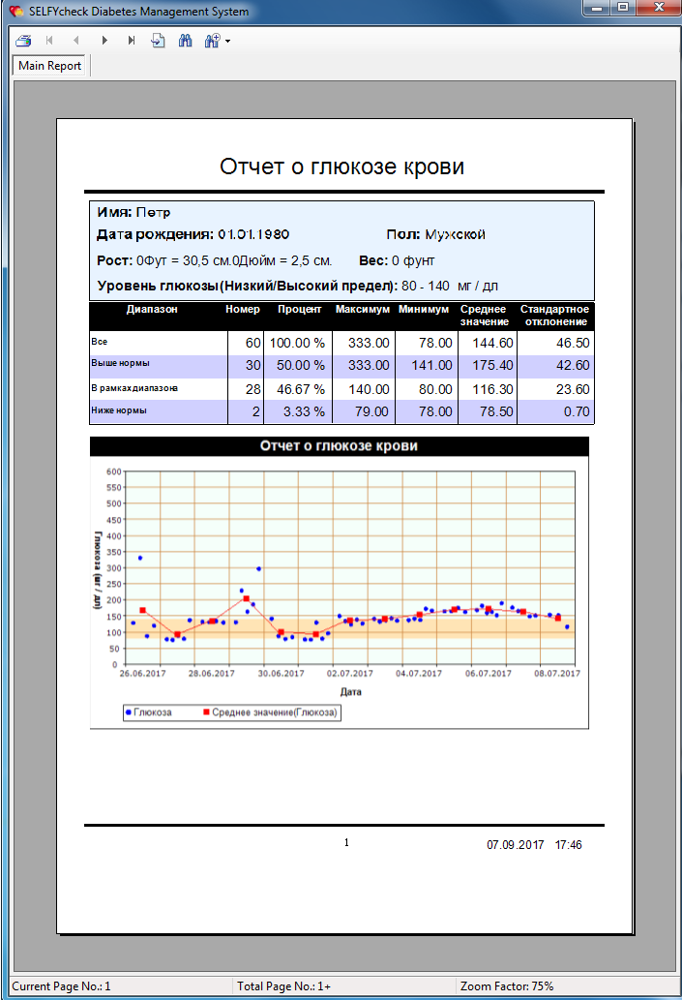 SELFYcheck Diabetes Management System
Main Report
Отчет о глюкозе крови
Имя: Петр
Дата рождения: 01.01.1980 Пол: Мужской
Рост: 0Фут = 30,5 см.0Дюйм = 2,5 см. Вес: 0 фунт
Уровень глюкозы(Низкий/Высокий предел): 80 - 140 мг / дл
Диапазон Номер Процент Максимум Минимум Среднее значение Стандартное отклонение
Все 60 100.00 % 333.00 78.00 144.60 46.50
Выше нормы 30 50.00 % 333.00 141.00 175.40 42.60
В рамках диапазона 28 46.67 % 140.00 80.00 116.30 23.60
Ниже нормы 2 3.33 % 79.00 78.00 78.50 0.70
Отчет о глюкозе крови
600
550
500
450
400
350
300
250
200
150
100
50
0
Глюкоза (мг / дл)
26.06.2017 28.06.2017 30.06.2017 02.07.2017 04.07.2017 06.07.2017 08.07.2017
Дата
Глюкоза Среднее значение(Глюкоза)
1 07.09.2017 17:46
Current Page No.: 1 Total Page No.: 1+ Zoom Factor: 75%